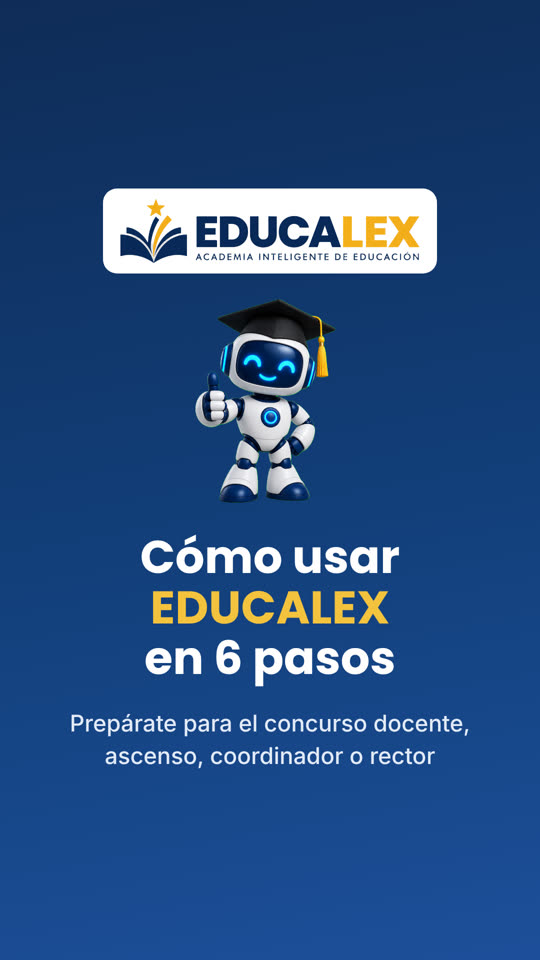 EDUCALEX
ACADEMIA INTELIGENTE DE EDUCACIÓN
Cómo usar
EDUCALEX
en 6 pasos
Prepárate para el concurso docente,
ascenso, coordinador o rector